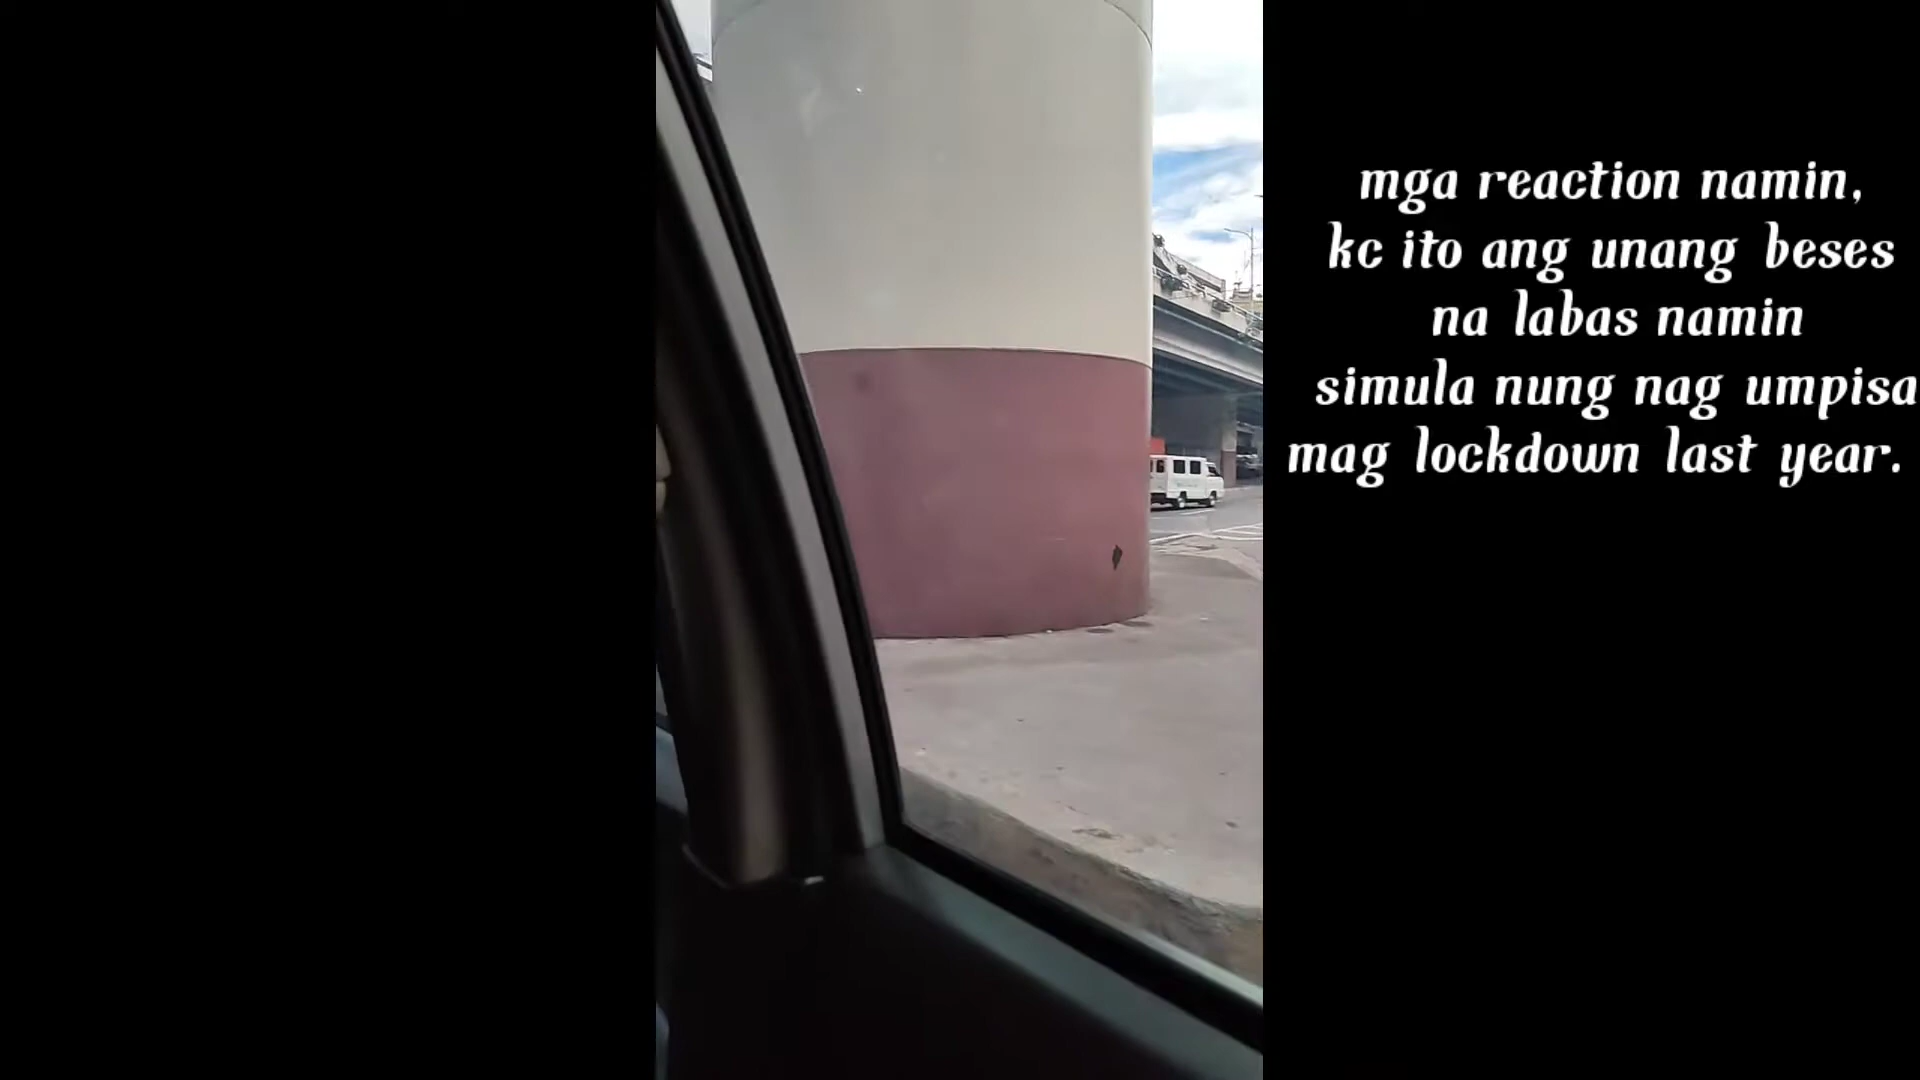 mga reaction namin,
kc ito ang unang beses
na labas namin
simula nung nag umpisa
mag lockdown last year.